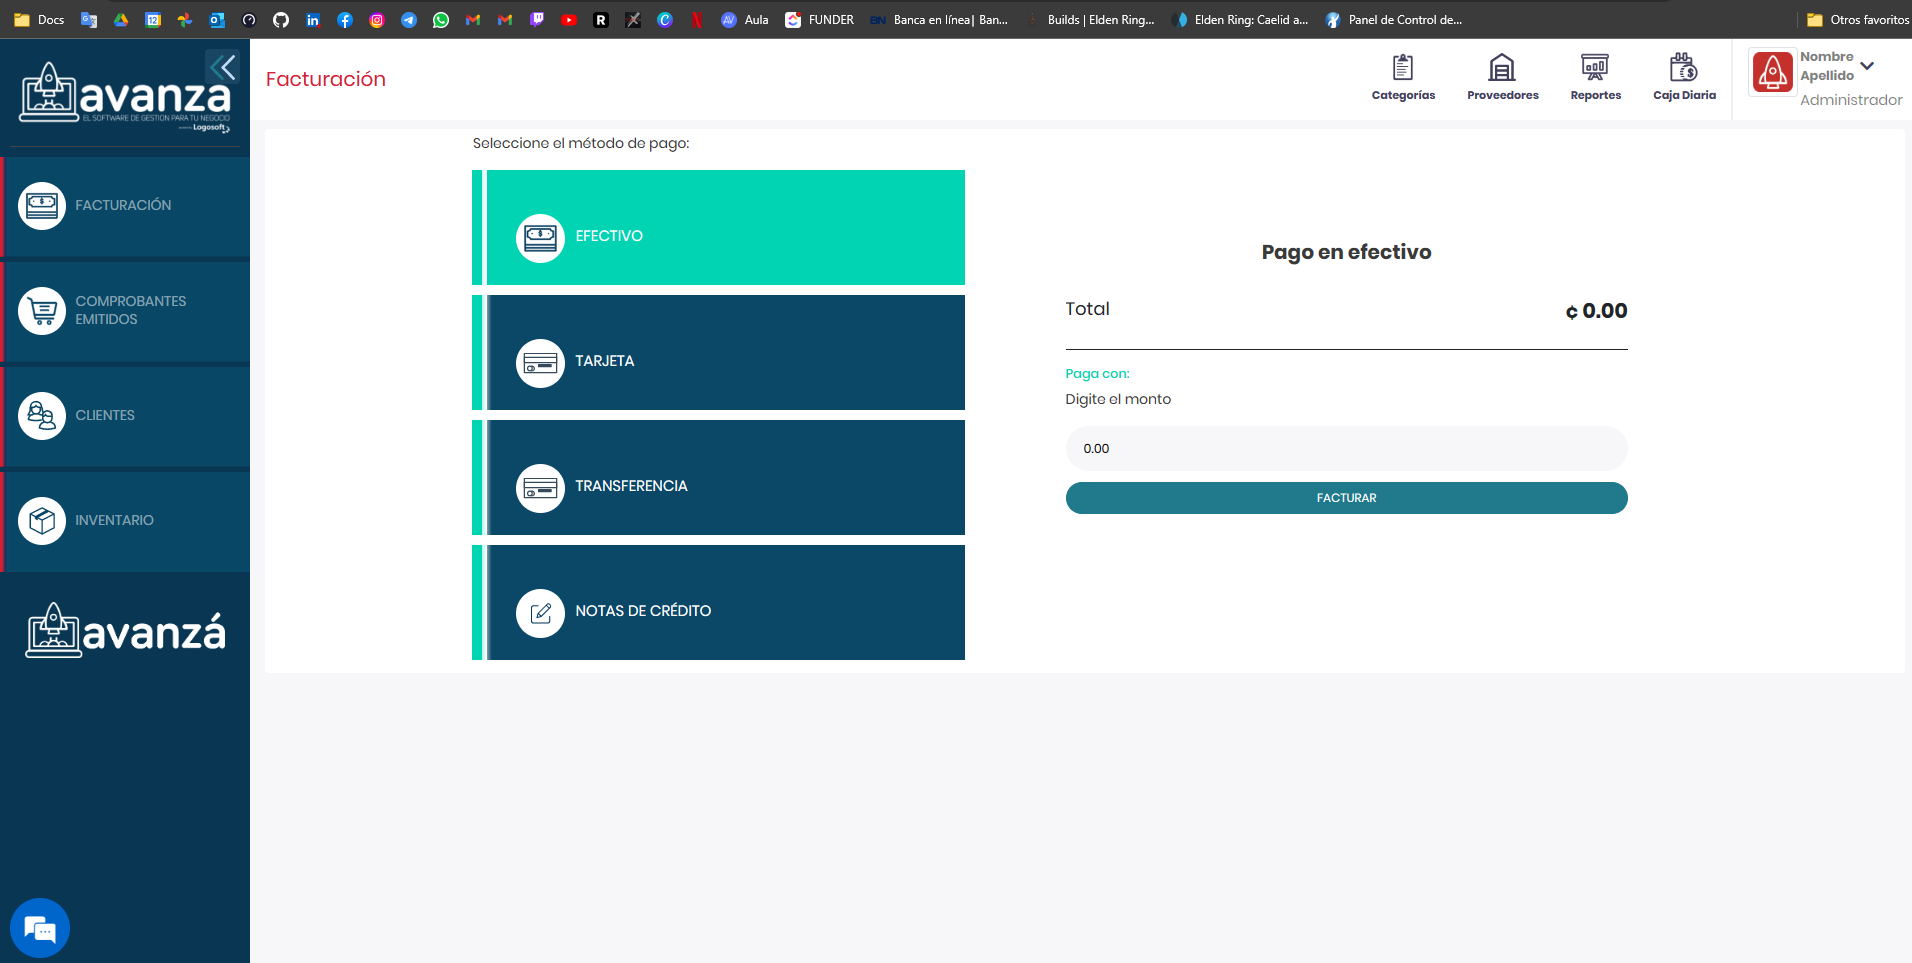 Docs
12
R
AV
Aula
FUNDER
BN
Banca en línea| Ban...
Builds | Elden Ring...
Elden Ring: Caelid a...
Panel de Control de...
Otros favoritos
avanza
EL SOFTWARE DE GESTION PARA TU NEGOCIO
Logosoft
Facturación
Categorías
Proveedores
Reportes
Caja Diaria
Nombre
Apellido
Administrador
FACTURACIÓN
COMPROBANTES
EMITIDOS
CLIENTES
INVENTARIO
avanzá
Seleccione el método de pago:
EFECTIVO
TARJETA
TRANSFERENCIA
NOTAS DE CRÉDITO
Pago en efectivo
Total
¢ 0.00
Paga con:
Digite el monto
0.00
FACTURAR